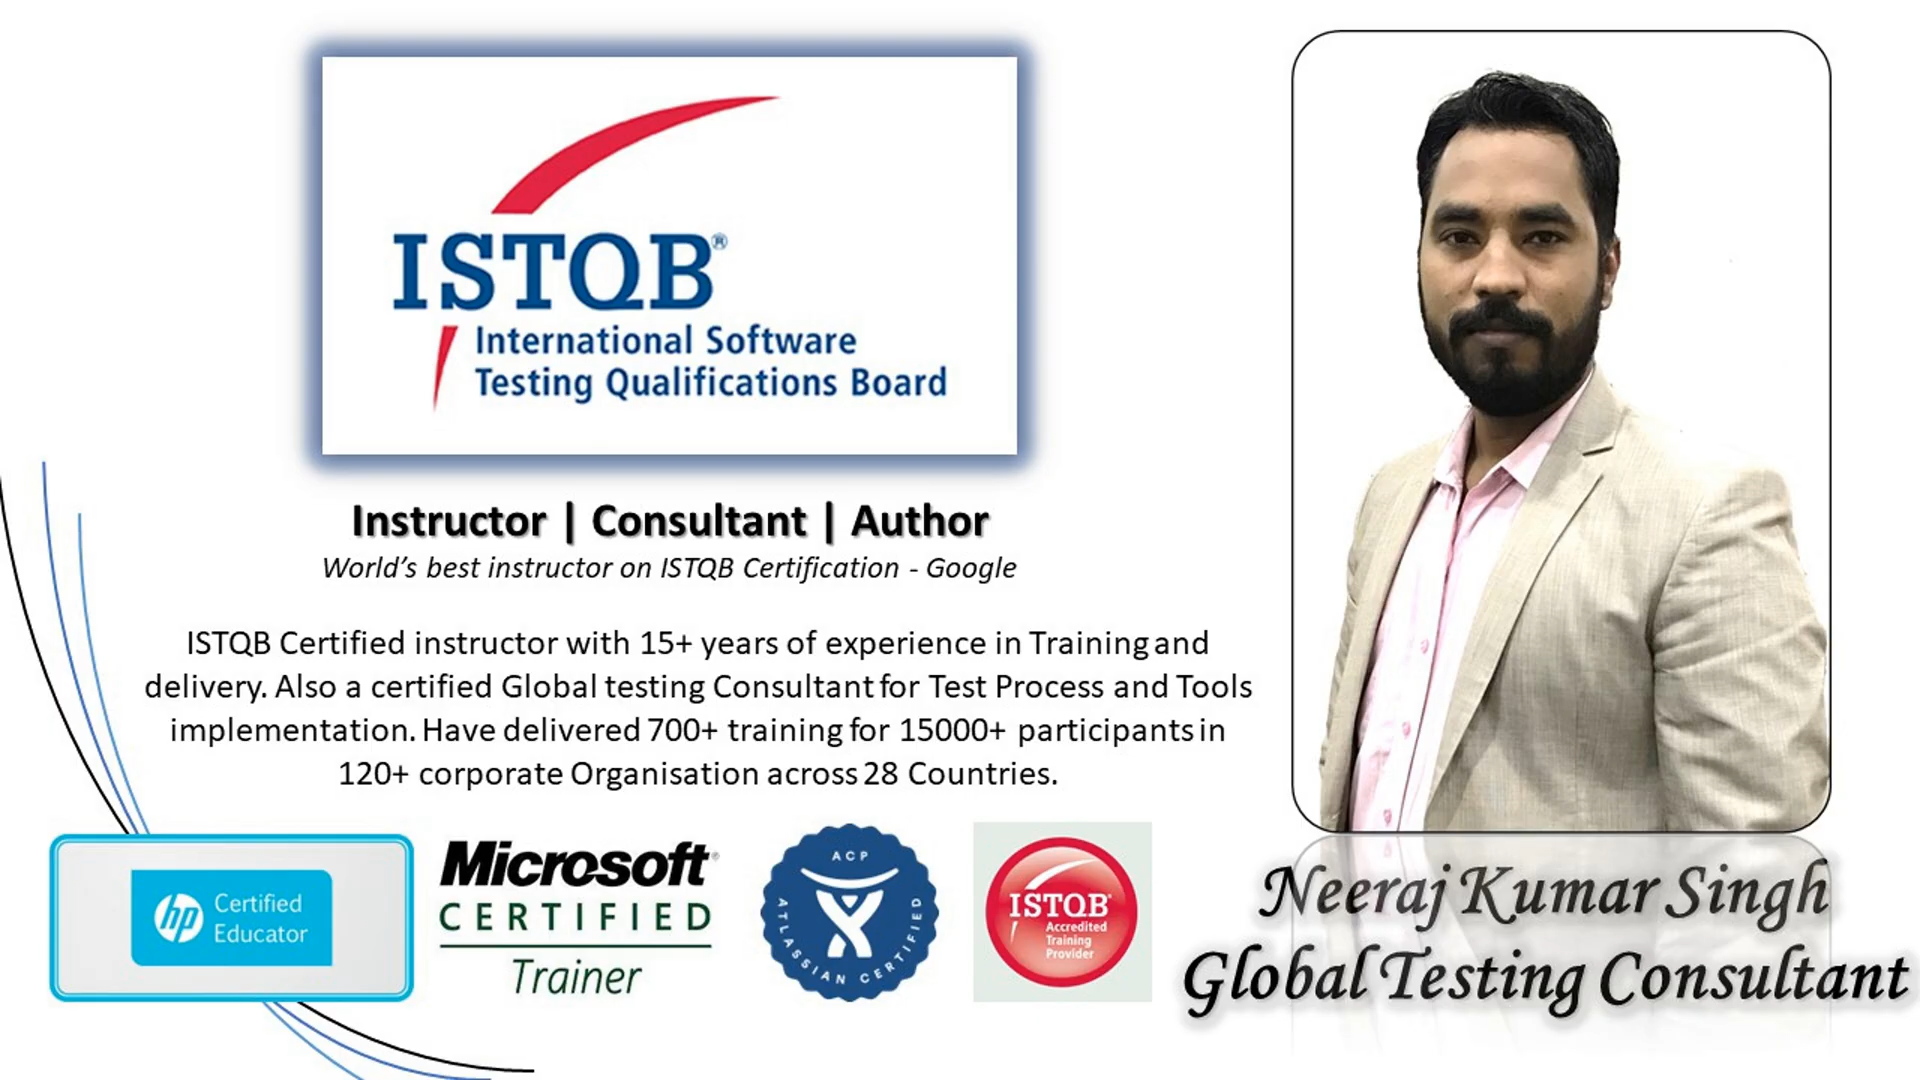 ISTQB®
International Software
Testing Qualifications Board
Instructor | Consultant | Author
World's best instructor on ISTQB Certification - Google
ISTQB Certified instructor with 15+ years of experience in Training and
delivery. Also a certified Global testing Consultant for Test Process and Tools
implementation. Have delivered 700+ training for 15000+ participants in
120+ corporate Organisation across 28 Countries.
hp
Certified
Educator
Microsoft®
CERTIFIED
Trainer
ACP
ATLASSIAN CERTIFIED
ISTQB®
Accredited
Training
Provider
Neeraj Kumar Singh
Global Testing Consultant